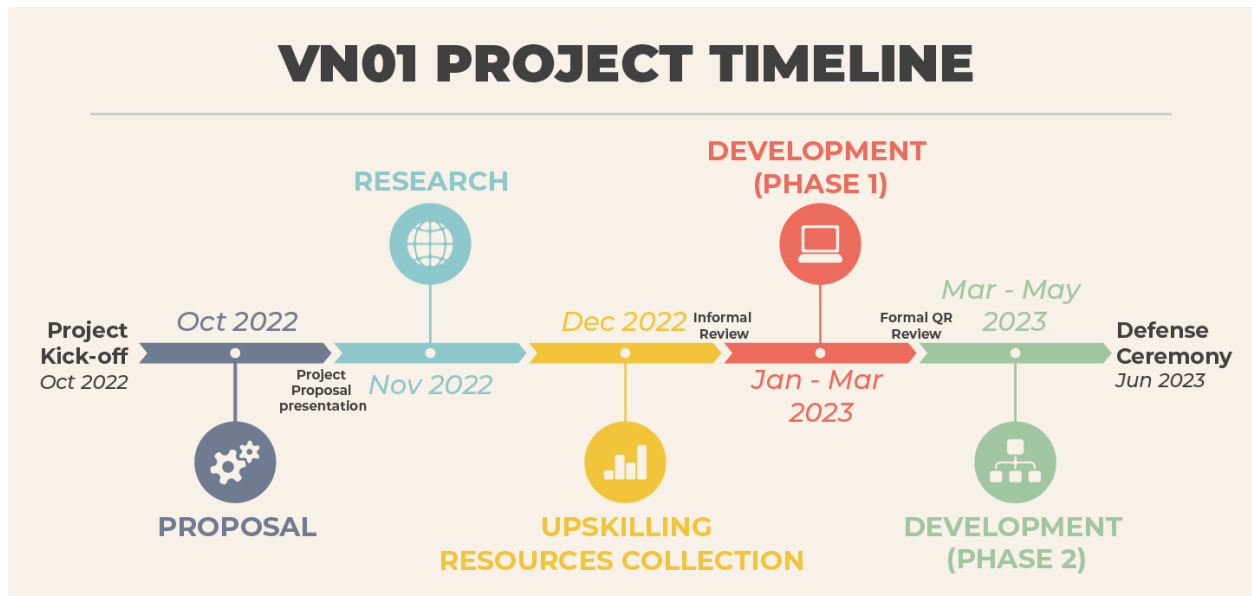 VN01 PROJECT TIMELINE
Project
Kick-off
Oct 2022
Oct 2022
PROPOSAL
Project
Proposal
presentation
RESEARCH
Nov 2022
Dec 2022
UPSKILLING
RESOURCES COLLECTION
Informal
Review
DEVELOPMENT
(PHASE 1)
Jan - Mar
2023
Formal QR
Review
Mar - May
2023
DEVELOPMENT
(PHASE 2)
Defense
Ceremony
Jun 2023